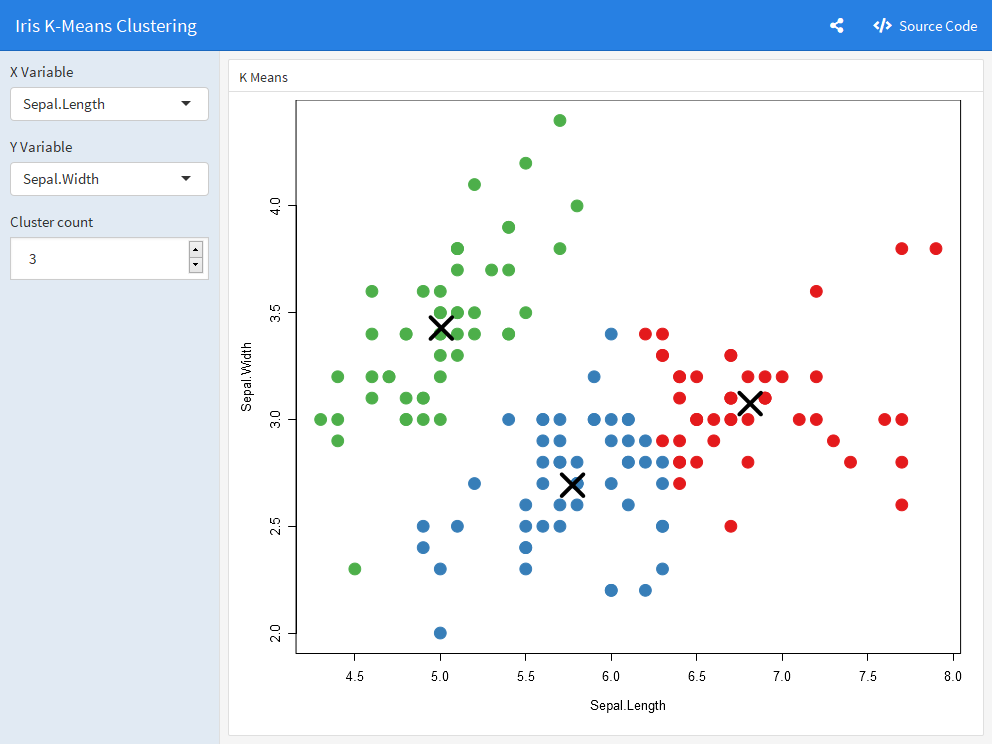 Iris K-Means Clustering
Source Code
X Variable
Sepal.Length
Y Variable
Sepal.Width
Cluster count
3
K Means
4.0
3.5
3.0
2.5
2.0
Sepal.Width
4.5 5.0 5.5 6.0 6.5 7.0 7.5 8.0
Sepal.Length